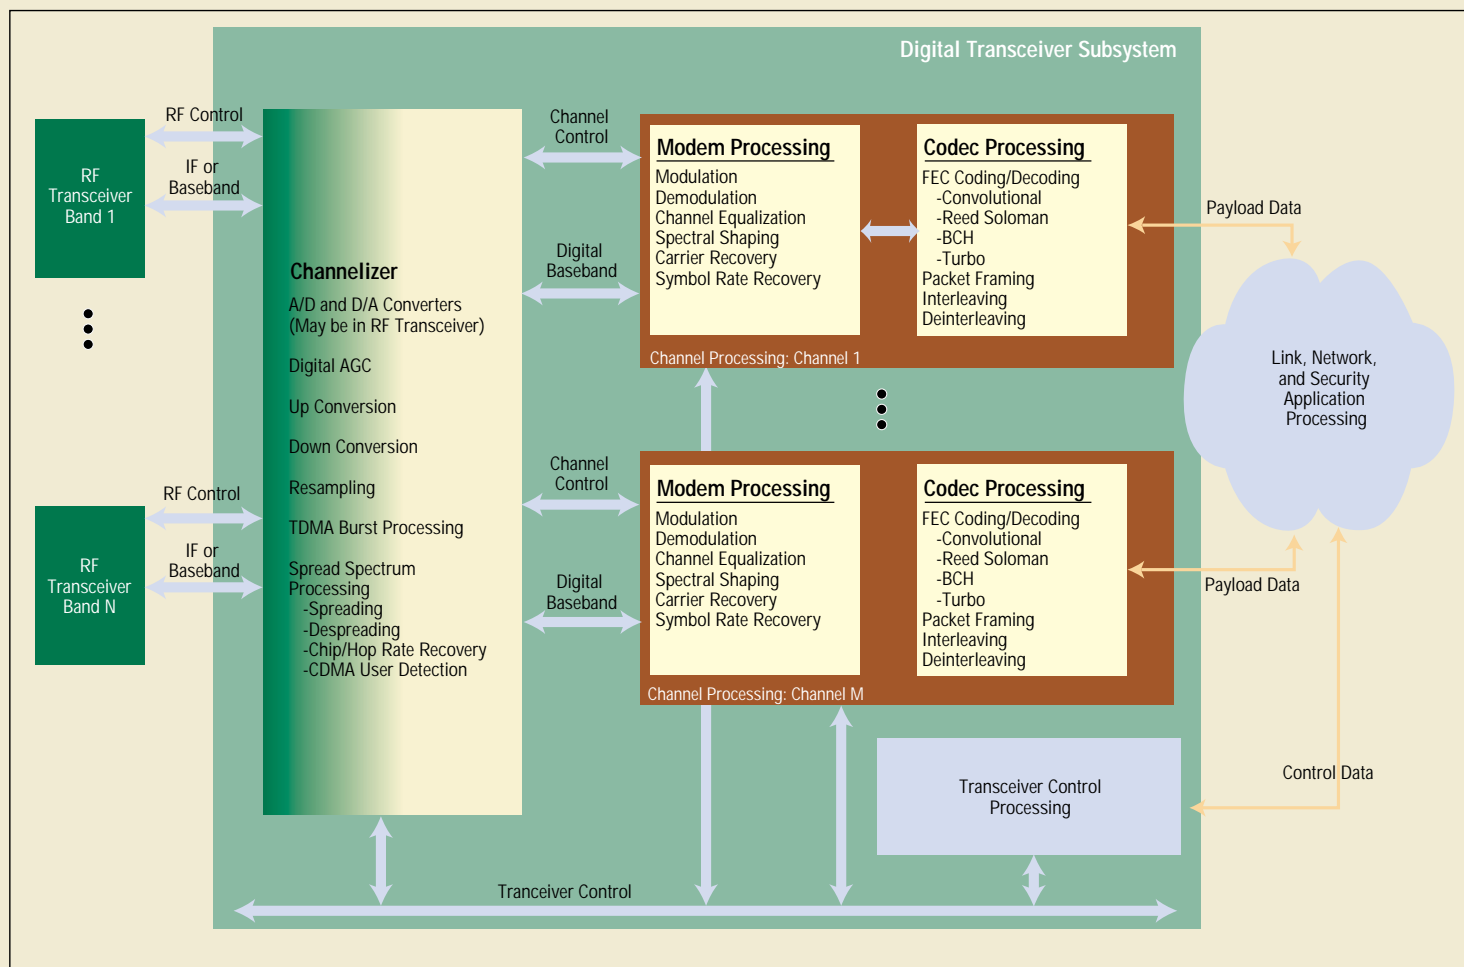 Digital Transceiver Subsystem
RF Control
RF
Transceiver
Band 1
IF or
Baseband
Channelizer
A/D and D/A Converters
(May be in RF Transceiver)
Digital AGC
Up Conversion
Down Conversion
Resampling
TDMA Burst Processing
Spread Spectrum
Processing
-Spreading
-Despreading
-Chip/Hop Rate Recovery
-CDMA User Detection
RF Control
RF
Transceiver
Band N
IF or
Baseband
Channel
Control
Digital
Baseband
Modem Processing
Modulation
Demodulation
Channel Equalization
Spectral Shaping
Carrier Recovery
Symbol Rate Recovery
Codec Processing
FEC Coding/Decoding
-Convolutional
-Reed Soloman
-BCH
-Turbo
Packet Framing
Interleaving
Deinterleaving
Channel Processing: Channel 1
Payload Data
Link, Network,
and Security
Application
Processing
Channel
Control
Digital
Baseband
Modem Processing
Modulation
Demodulation
Channel Equalization
Spectral Shaping
Carrier Recovery
Symbol Rate Recovery
Codec Processing
FEC Coding/Decoding
-Convolutional
-Reed Soloman
-BCH
-Turbo
Packet Framing
Interleaving
Deinterleaving
Channel Processing: Channel M
Payload Data
Transceiver Control
Processing
Control Data
Tranceiver Control